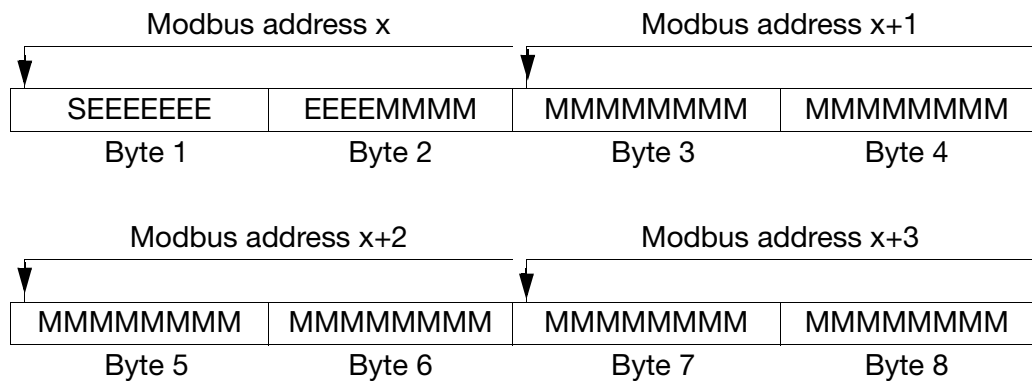 Modbus address x Modbus address x+1
SEEEEEEE EEEEMMMM MMMMMMMM MMMMMMMM
Byte 1 Byte 2 Byte 3 Byte 4
Modbus address x+2 Modbus address x+3
MMMMMMMM MMMMMMMM MMMMMMMM MMMMMMMM
Byte 5 Byte 6 Byte 7 Byte 8